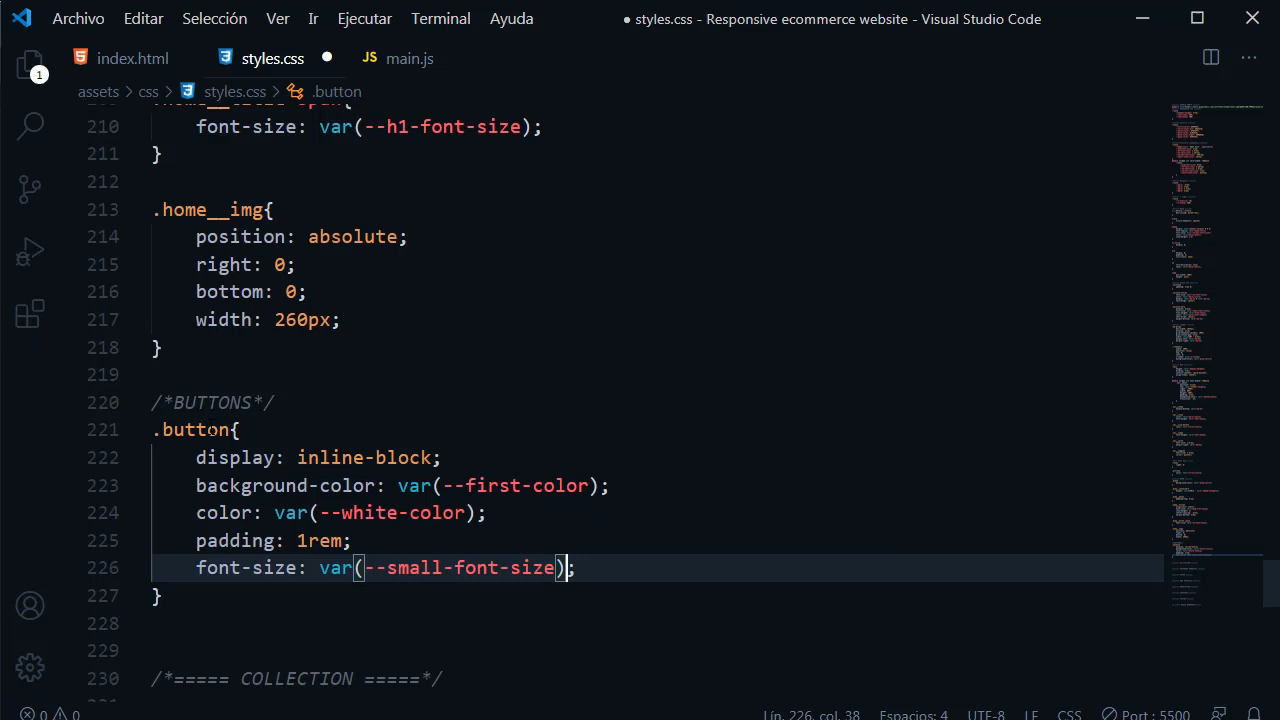 Archivo Editar Selección Ver Ir Ejecutar Terminal Ayuda ● styles.css - Responsive ecommerce website - Visual Studio Code
index.html styles.css JS main.js
1
assets > css > styles.css > .button
210 font-size: var(--h1-font-size);
211 }
212
213 .home__img{
214 position: absolute;
215 right: 0;
216 bottom: 0;
217 width: 260px;
218 }
219
220 /*BUTTONS*/
221 .button{
222 display: inline-block;
223 background-color: var(--first-color);
224 color: var(--white-color);
225 padding: 1rem;
226 font-size: var(--small-font-size);
227 }
228
229
230 /*===== COLLECTION =====*/
0 0 Lín. 226, col. 38 Espacios: 4 UTF-8 LF CSS Port : 5500